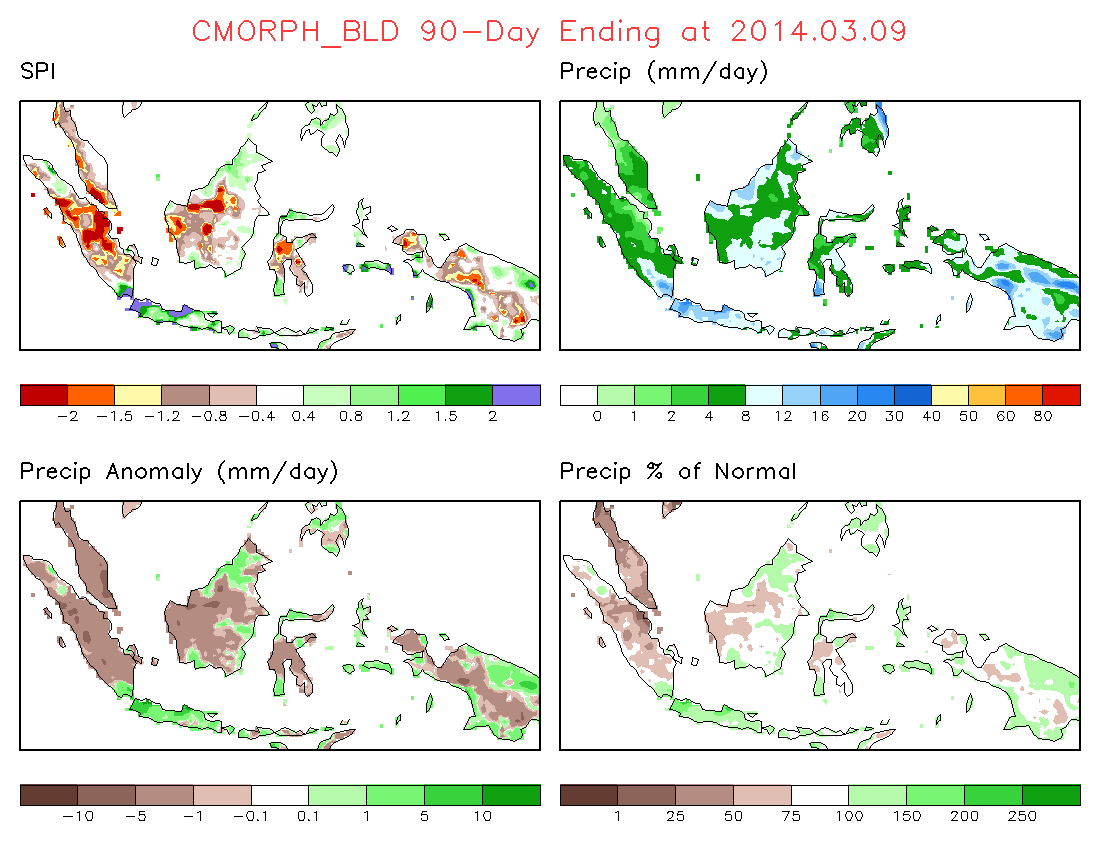 CMORPH_BLD 90-Day Ending at 2014.03.09
SPI
Precip (mm/day)
-2 -1.5 -1.2 -0.8 -0.4 0.4 0.8 1.2 1.5 2
0 1 2 4 8 12 16 20 30 40 50 60 80
Precip Anomaly (mm/day)
Precip % of Normal
-10 -5 -1 -0.1 0.1 1 5 10
1 25 50 75 100 150 200 250